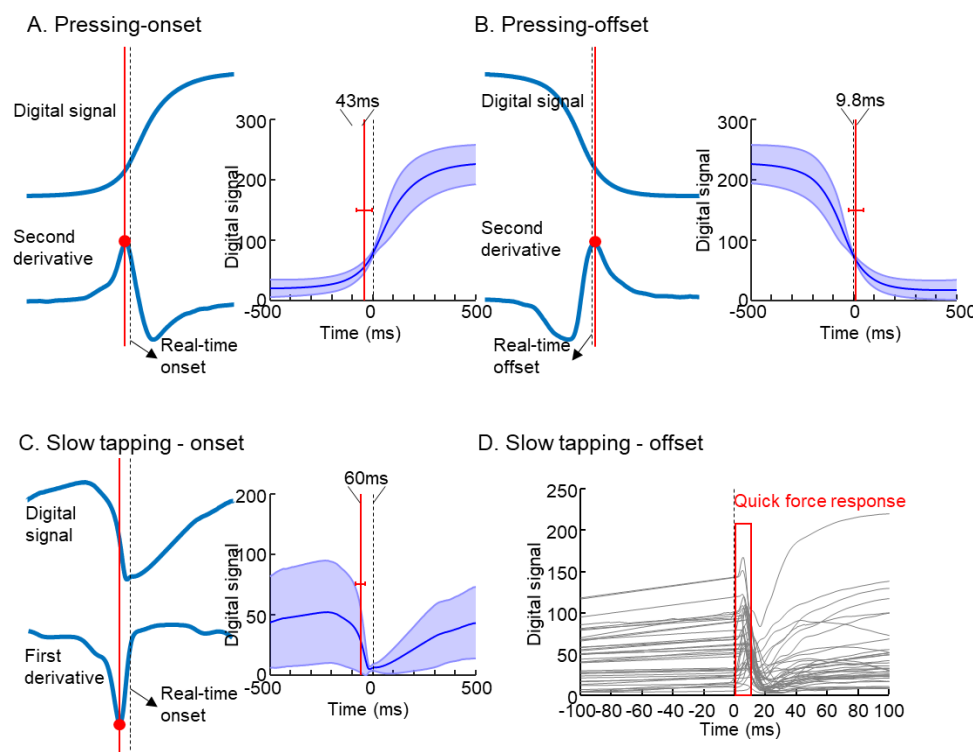 A. Pressing-onset
Digital signal
Second
derivative
Real-time
onset
43ms
300
200
100
0
Digital signal
-500
0
500
Time (ms)
B. Pressing-offset
Digital signal
Second
derivative
Real-time
offset
9.8ms
300
200
100
0
Digital signal
-500
0
500
Time (ms)
C. Slow tapping - onset
Digital
signal
First
derivative
Real-time
onset
60ms
200
100
50
0
Digital signal
-500
0
500
Time (ms)
D. Slow tapping - offset
Quick force response
250
200
150
100
50
0
Digital signal
-100 -80 -60 -40 -20 0 20 40 60 80 100
Time (ms)